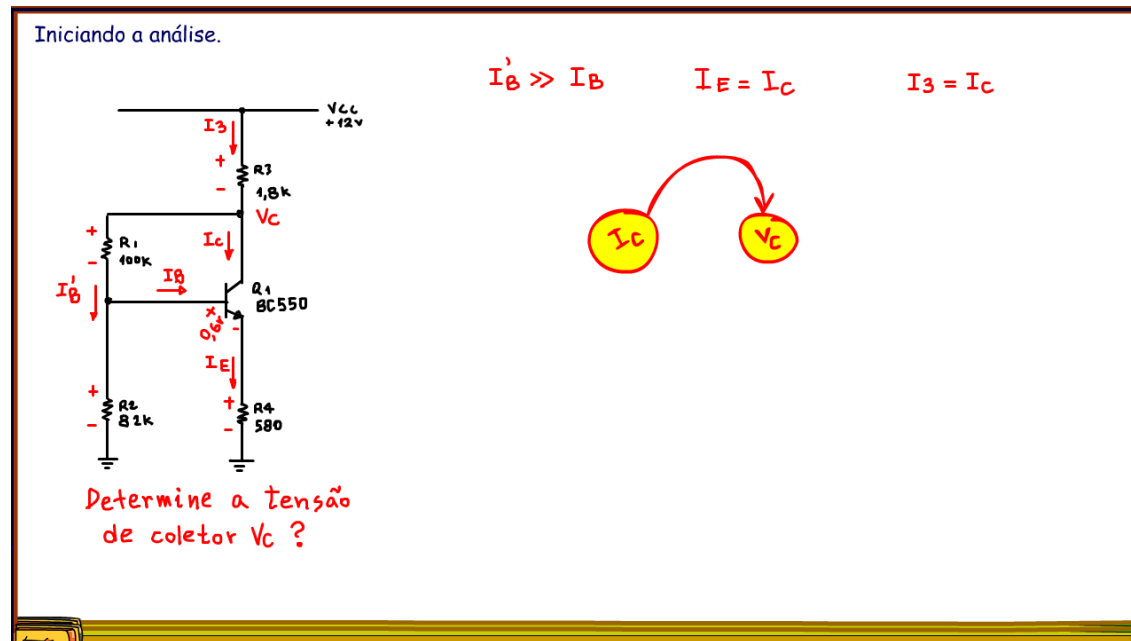 Iniciando a análise.
I'B >> IB
IE = IC
I3 = IC
VCC
+12V
I3
+
-
R3
1,8K
VC
+
-
R1
100K
IC
I'B
IB
Q1
BC550
+
0,6V
-
IE
+
-
R2
82K
+
-
R4
580
IC
VC
Determine a tensão
de coletor VC ?